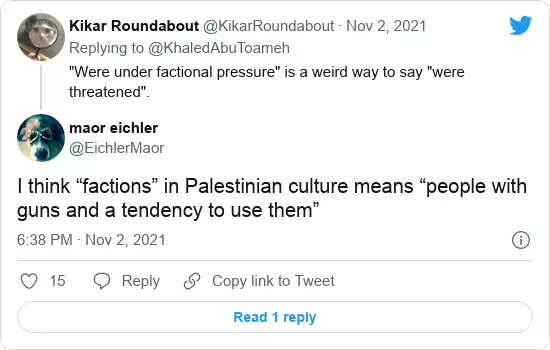 Kikar Roundabout @KikarRoundabout · Nov 2, 2021
Replying to @KhaledAbuToameh
"Were under factional pressure" is a weird way to say "were
threatened".
maor eichler
@EichlerMaor
I think “factions” in Palestinian culture means “people with
guns and a tendency to use them”
6:38 PM · Nov 2, 2021
15 Reply Copy link to Tweet
Read 1 reply